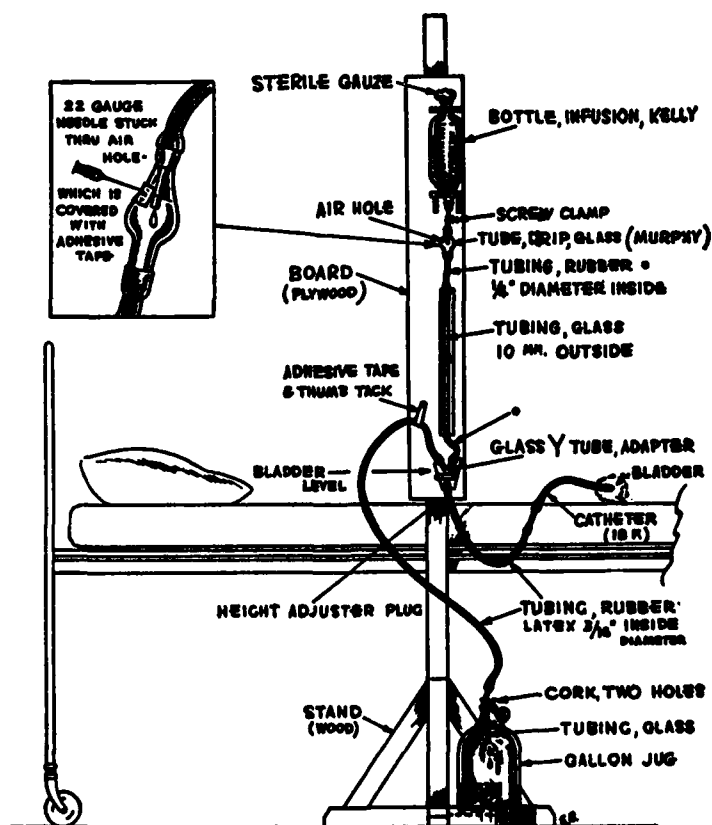 STERILE GAUZE
22 GAUGE
NEEDLE STUCK
THRU AIR
HOLE-
WHICH IS
COVERED
WITH
ADHESIVE
TAPE
BOTTLE, INFUSION, KELLY
AIR HOLE
SCREW CLAMP
TUBE, DRIP, GLASS (MURPHY)
BOARD
(PLYWOOD)
TUBING, RUBBER •
1/4" DIAMETER INSIDE
TUBING, GLASS
10 MM. OUTSIDE
ADHESIVE TAPE
& THUMB TACK
GLASS Y TUBE, ADAPTER
BLADDER
LEVEL
BLADDER
CATHETER
HEIGHT ADJUSTER PLUG
TUBING, RUBBER
LATEX 3/16" INSIDE
DIAMETER
STAND
(WOOD)
CORK, TWO HOLES
TUBING, GLASS
GALLON JUG